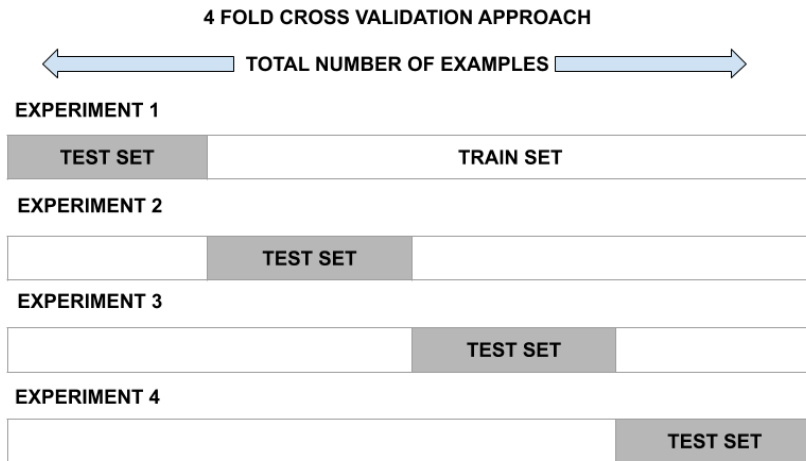 4 FOLD CROSS VALIDATION APPROACH
TOTAL NUMBER OF EXAMPLES
EXPERIMENT 1
TEST SET TRAIN SET
EXPERIMENT 2
TEST SET
EXPERIMENT 3
TEST SET
EXPERIMENT 4
TEST SET